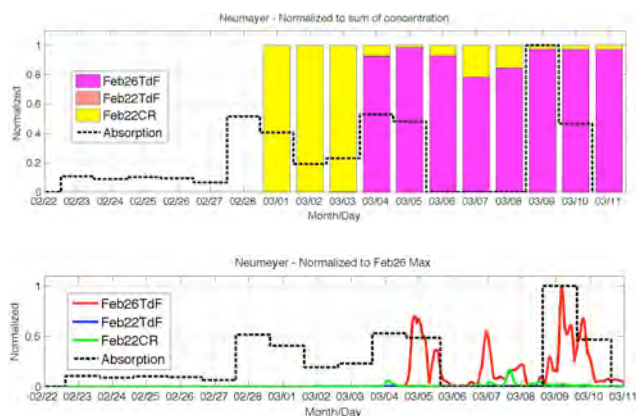 Neumayer - Normalized to sum of concentration
Normalized
1
0.8
0.6
0.4
0.2
0
Feb26TdF
Feb22TdF
Feb22CR
Absorption
02/22 02/23 02/24 02/25 02/26 02/27 02/28 03/01 03/02 03/03 03/04 03/05 03/06 03/07 03/08 03/09 03/10 03/11
Month/Day
Neumeyer - Normalized to Feb26 Max
Normalized
1
0.5
0
Feb26TdF
Feb22TdF
Feb22CR
Absorption
02/22 02/23 02/24 02/25 02/26 02/27 02/28 03/01 03/02 03/03 03/04 03/05 03/06 03/07 03/08 03/09 03/10 03/11
Month/Day